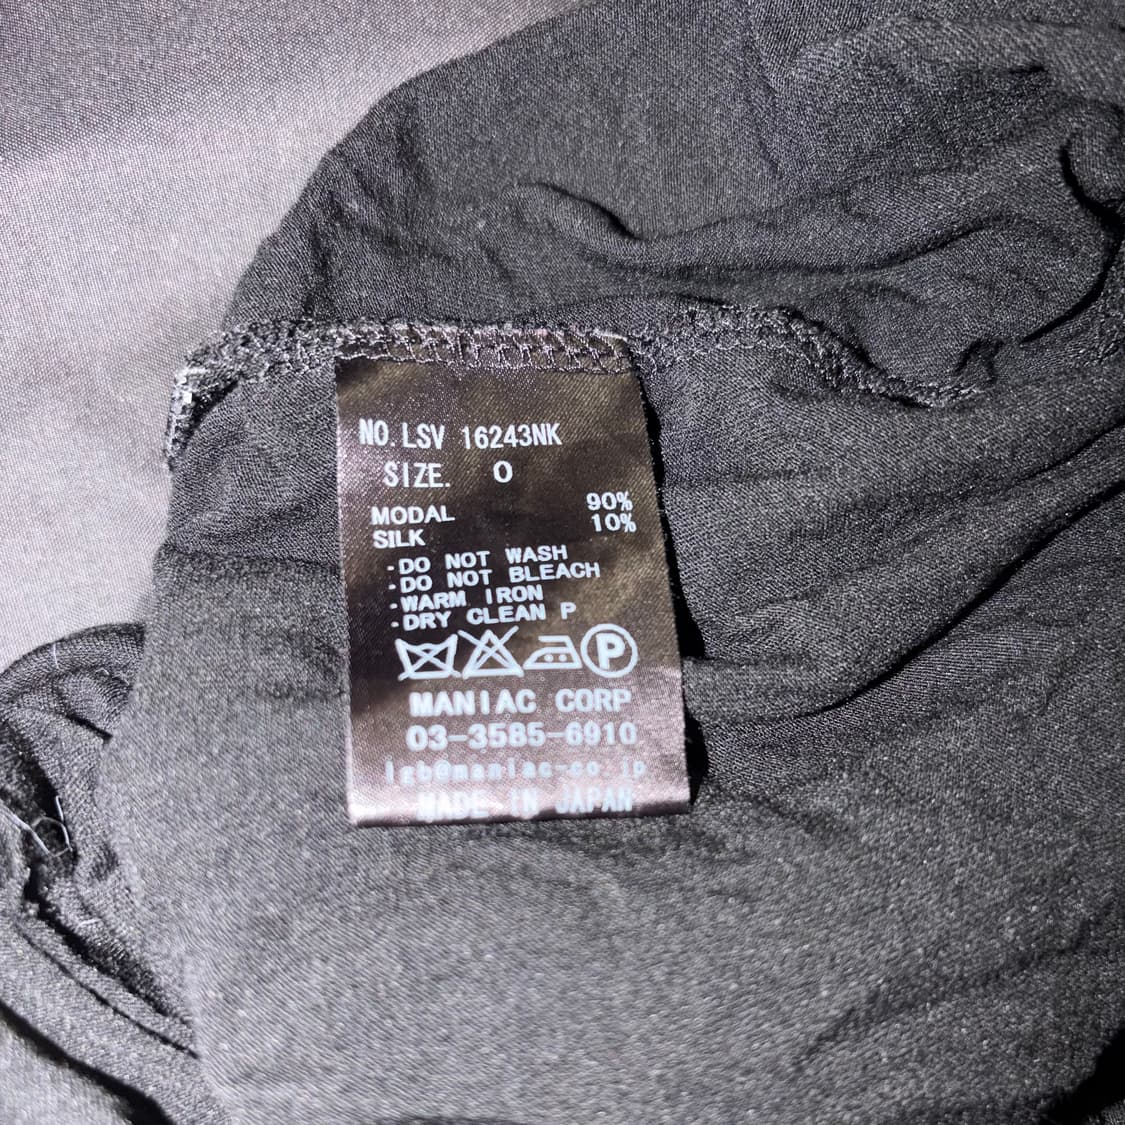 NO. LSV 16243NK
SIZE. 0
MODAL 90%
SILK 10%
-DO NOT WASH
-DO NOT BLEACH
-WARM IRON
-DRY CLEAN P
P
MANIAC CORP
03-3585-6910
lgb@maniac-co.jp
MADE IN JAPAN